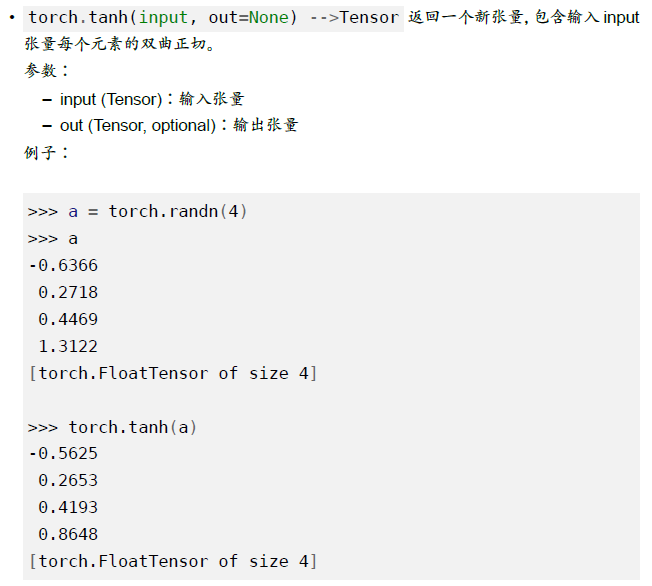 • torch.tanh(input, out=None) -->Tensor 返回一个新张量,包含输入 input
张量每个元素的双曲正切。
参数：
– input (Tensor)：输入张量
– out (Tensor, optional)：输出张量
例子：
>>> a = torch.randn(4)
>>> a
-0.6366
0.2718
0.4469
1.3122
[torch.FloatTensor of size 4]
>>> torch.tanh(a)
-0.5625
0.2653
0.4193
0.8648
[torch.FloatTensor of size 4]